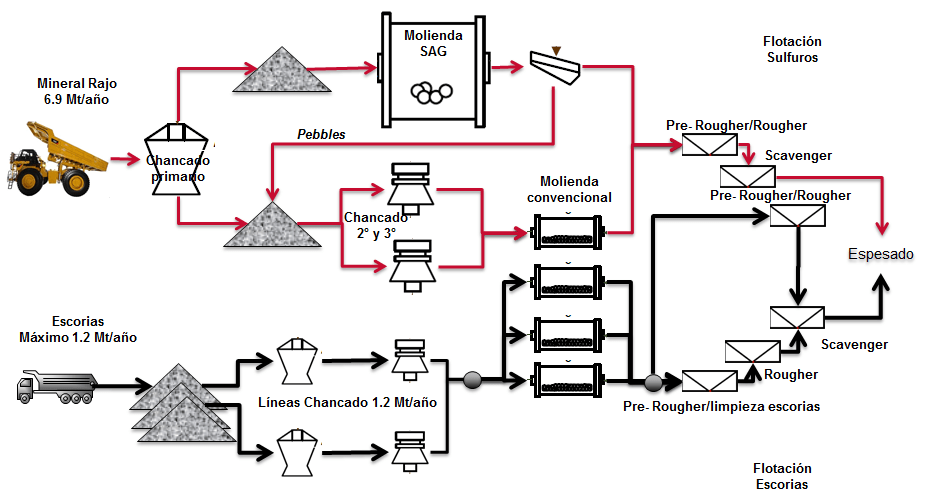 Molienda
SAG
Flotación
Sulfuros
Mineral Rajo
6.9 Mt/año
Pebbles
Pre- Rougher/Rougher
Chancado
primario
Scavenger
Molienda
convencional
Pre- Rougher/Rougher
Chancado
2° y 3°
Espesado
Escorias
Máximo 1.2 Mt/año
Scavenger
Rougher
Líneas Chancado 1.2 Mt/año
Pre- Rougher/limpieza escorias
Flotación
Escorias